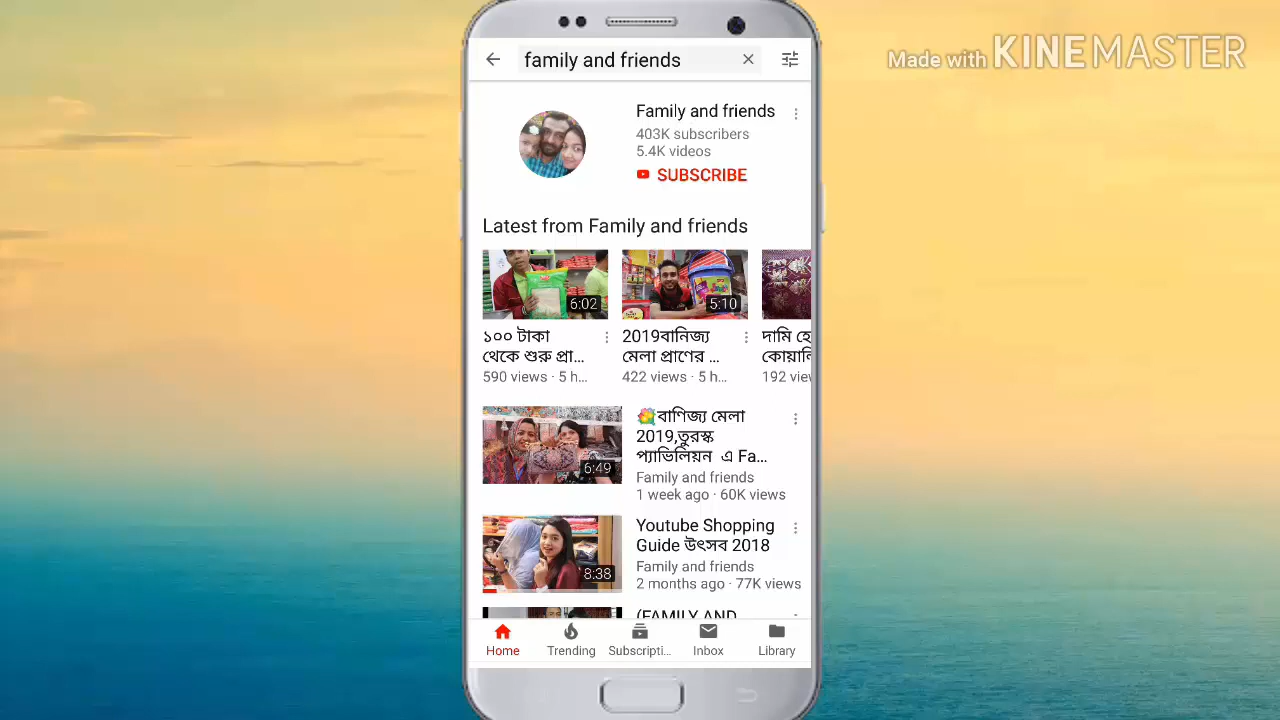 Made with KINEMASTER
family and friends
Family and friends
403K subscribers
5.4K videos
SUBSCRIBE
Latest from Family and friends
6:02
5:10
১০০ টাকা
থেকে শুরু প্রা...
590 views · 5 h...
2019বানিজ্য
মেলা প্রাণের ...
422 views · 5 h...
দামি হে
কোয়ালি
192 vie
6:49
বাণিজ্য মেলা
2019,তুরস্ক
প্যাভিলিয়ন এ Fa...
Family and friends
1 week ago · 60K views
8:38
Youtube Shopping
Guide উৎসব 2018
Family and friends
2 months ago · 77K views
(FAMILY AND
Home
Trending
Subscripti...
Inbox
Library